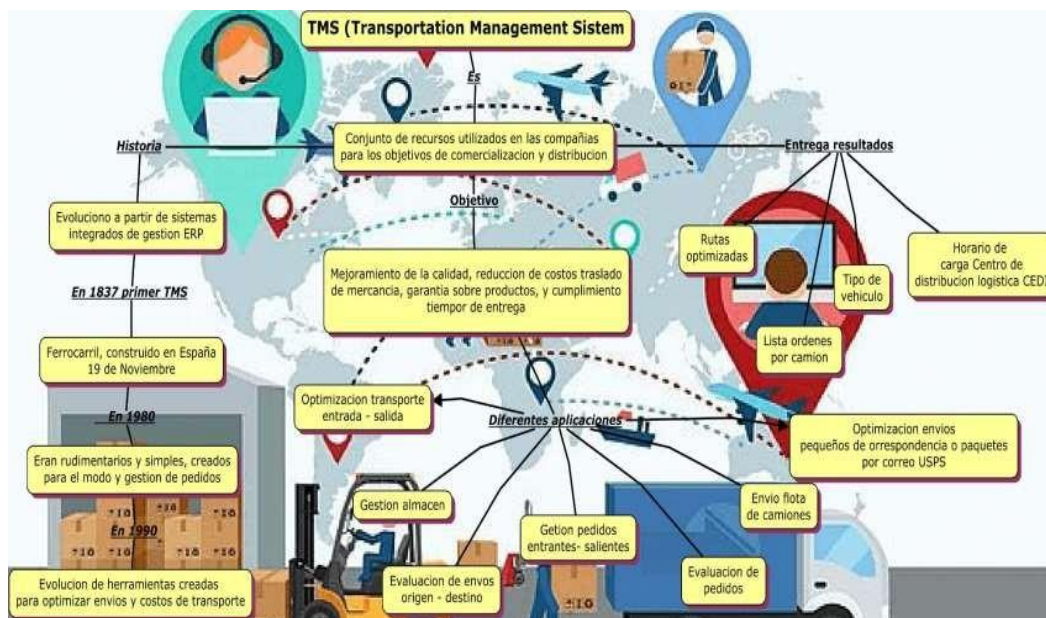 TMS (Transportation Management Sistem
Es
Conjunto de recursos utilizados en las compañias
para los objetivos de comercializacion y distribucion
Historia
Evoluciono a partir de sistemas
integrados de gestion ERP
En 1837 primer TMS
Ferrocarril, construido en España
19 de Noviembre
En 1980
Eran rudimentarios y simples, creados
para el modo y gestion de pedidos
En 1990
Evolucion de herramientas creadas
para optimizar envios y costos de transporte
Objetivo
Mejoramiento de la calidad, reduccion de costos traslado
de mercancia, garantia sobre productos, y cumplimiento
tiempor de entrega
Diferentes aplicaciones
Optimizacion transporte
entrada - salida
Gestion almacen
Evaluacion de envos
origen - destino
Getion pedidos
entrantes- salientes
Evaluacion de
pedidos
Envio flota
de camiones
Optimizacion envios
pequeños de orrespondencia o paquetes
por correo USPS
Entrega resultados
Rutas
optimizadas
Lista ordenes
por camion
Tipo de
vehiculo
Horario de
carga Centro de
distribucion logistica CEDI